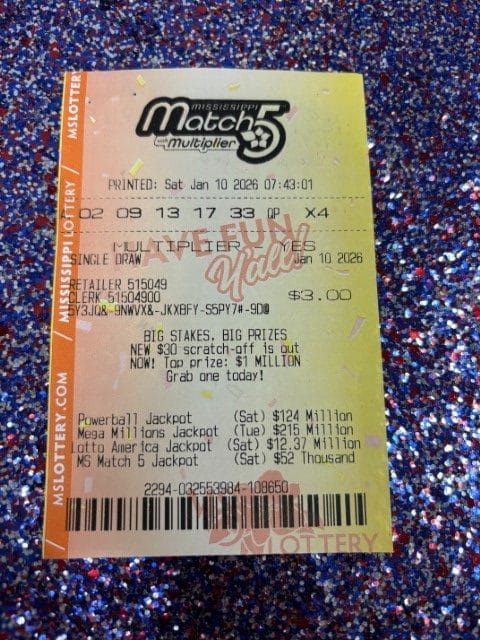 MISSISSIPPI
Match 5
with Multiplier
PRINTED: Sat Jan 10 2026 07:43:01
02 09 13 17 33 QP X4
HAVE FUN
Y'all!
MULTIPLIER YES
SINGLE DRAW Jan 10 2026
RETAILER 515049
CLERK 51504900 $3.00
BIG STAKES, BIG PRIZES
NEW $30 scratch-off is out
NOW! Top prize: $1 MILLION
Grab one today!
Powerball Jackpot (Sat) $124 Million
Mega Millions Jackpot (Tue) $215 Million
Lotto America Jackpot (Sat) $12.37 Million
MS Match 5 Jackpot (Sat) $52 Thousand
2294-032553984-108650
LOTTERY
MSLOTTERY
MISSISSIPPI LOTTERY
MSLOTTERY.COM